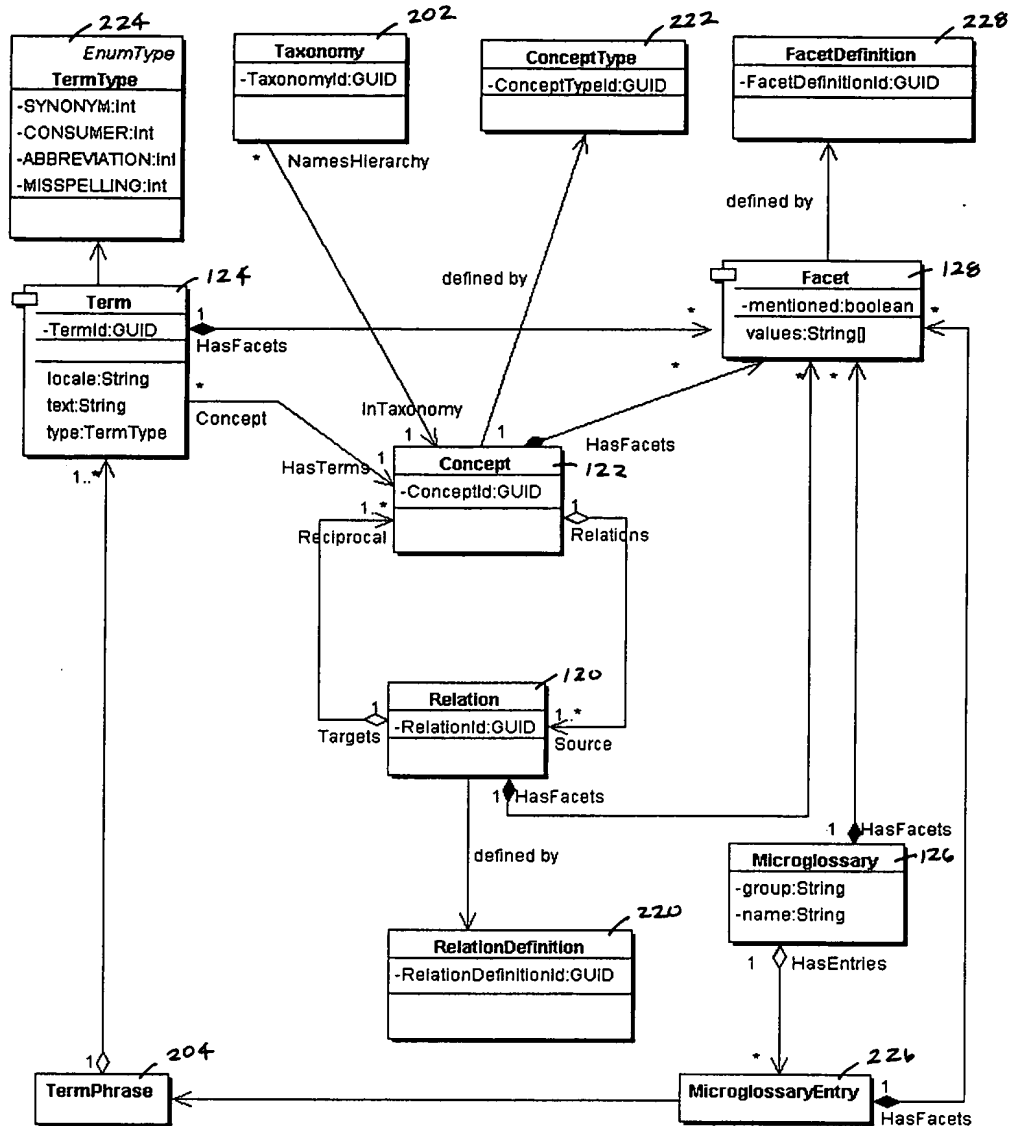 224
202
222
228
EnumType
TermType
-SYNONYM:Int
-CONSUMER:Int
-ABBREVIATION:Int
-MISSPELLING:Int
Taxonomy
-TaxonomyId:GUID
ConceptType
-ConceptTypeId:GUID
FacetDefinition
-FacetDefinitionId:GUID
* NamesHierarchy
defined by
defined by
124
Term
-TermId:GUID
locale:String
text:String
type:TermType
128
Facet
-mentioned:boolean
values:String[]
1
HasFacets
*
*
*
Concept
*
* *
InTaxonomy
1 1
HasFacets
HasTerms
1
122
Concept
-ConceptId:GUID
1..*
1..*
Reciprocal
1
Relations
120
Relation
-RelationId:GUID
1
Targets
1..*
Source
1 HasFacets
defined by
1 HasFacets
126
Microglossary
-group:String
-name:String
220
RelationDefinition
-RelationDefinitionId:GUID
1 HasEntries
*
1
204
TermPhrase
226
MicroglossaryEntry
1
HasFacets